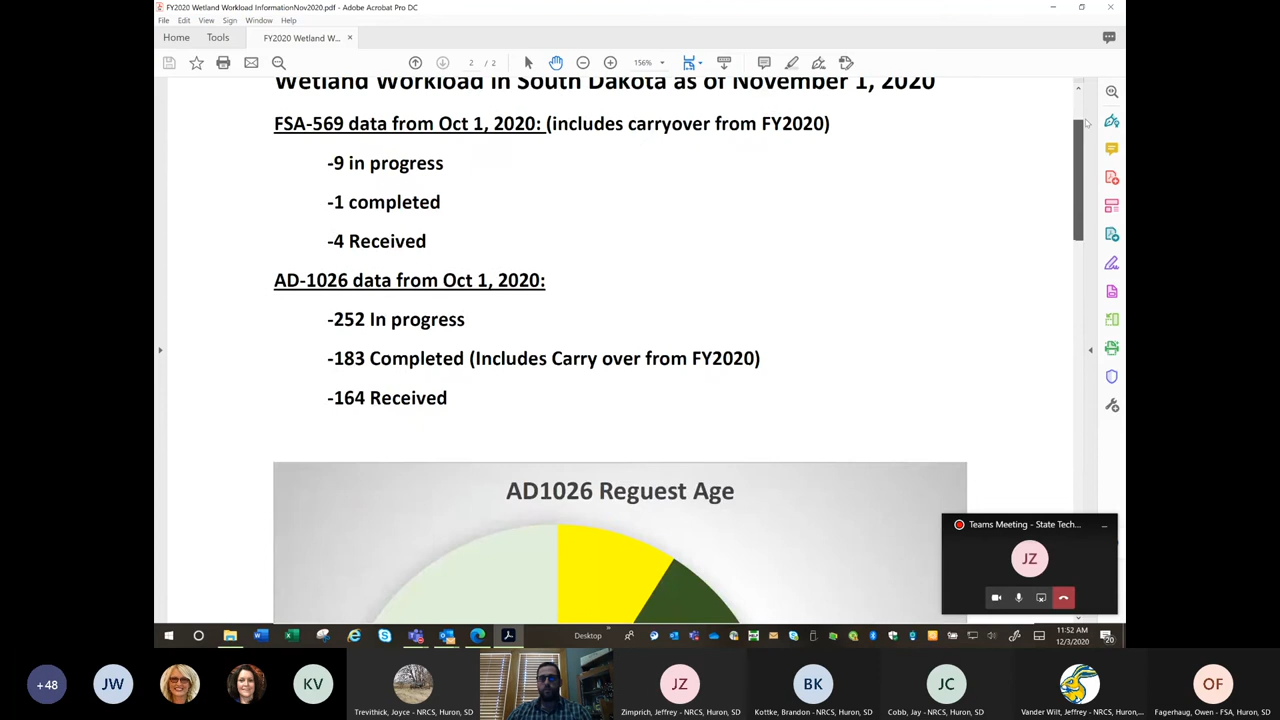 FY2020 Wetland Workload InformationNov2020.pdf - Adobe Acrobat Pro DC
File Edit View Sign Window Help
Home Tools FY2020 Wetland W... ×
2 / 2 156%
Wetland Workload in South Dakota as of November 1, 2020
FSA-569 data from Oct 1, 2020: (includes carryover from FY2020)
-9 in progress
-1 completed
-4 Received
AD-1026 data from Oct 1, 2020:
-252 In progress
-183 Completed (Includes Carry over from FY2020)
-164 Received
AD1026 Reguest Age
Teams Meeting - State Tech...
JZ
Desktop
11:52 AM
12/3/2020
20
+48 JW KV JZ BK JC OF
Trevithick, Joyce - NRCS, Huron, SD
Zimprich, Jeffrey - NRCS, Huron, SD
Kottke, Brandon - NRCS, Huron, SD
Cobb, Jay - NRCS, Huron, SD
Vander Wilt, Jeffrey - NRCS, Huron,...
Fagerhaug, Owen - FSA, Huron, SD